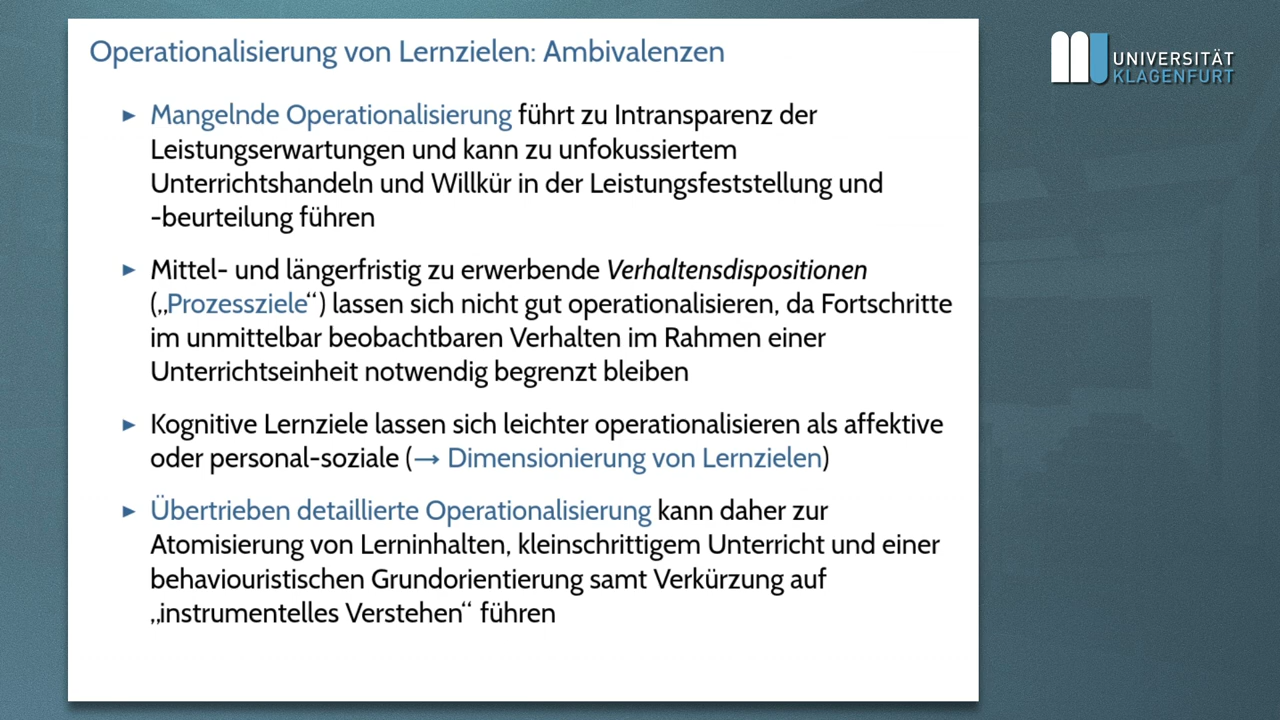 Operationalisierung von Lernzielen: Ambivalenzen
UNIVERSITÄT
KLAGENFURT
► Mangelnde Operationalisierung führt zu Intransparenz der
Leistungserwartungen und kann zu unfokussiertem
Unterrichtshandeln und Willkür in der Leistungsfeststellung und
-beurteilung führen
► Mittel- und längerfristig zu erwerbende Verhaltensdispositionen
(„Prozessziele“) lassen sich nicht gut operationalisieren, da Fortschritte
im unmittelbar beobachtbaren Verhalten im Rahmen einer
Unterrichtseinheit notwendig begrenzt bleiben
► Kognitive Lernziele lassen sich leichter operationalisieren als affektive
oder personal-soziale (→ Dimensionierung von Lernzielen)
► Übertrieben detaillierte Operationalisierung kann daher zur
Atomisierung von Lerninhalten, kleinschrittigem Unterricht und einer
behaviouristischen Grundorientierung samt Verkürzung auf
„instrumentelles Verstehen“ führen